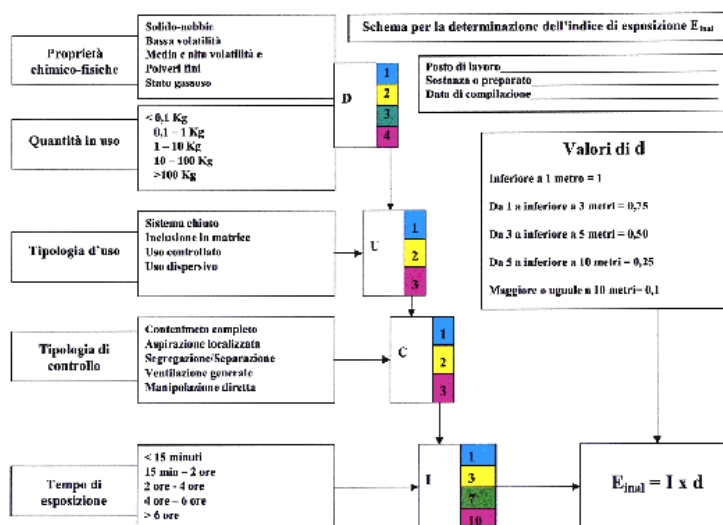 Schema per la determinazione dell'indice di esposizione E inal
Proprietà
chimico-fisiche
Solido-nebbie
Bassa volatilità
Media e alta volatilità e
Polveri fini
Stato gassoso
Posto di lavoro
Sostanza o preparato
Data di compilazione
D
1
2
3
4
Quantità in uso
< 0,1 Kg
0,1 – 1 Kg
1 – 10 Kg
10 – 100 Kg
>100 Kg
Valori di d
Inferiore a 1 metro = 1
Da 1 a inferiore a 3 metri = 0,75
Da 3 a inferiore a 5 metri = 0,50
Da 5 a inferiore a 10 metri = 0,25
Maggiore o uguale a 10 metri= 0,1
Tipologia d'uso
Sistema chiuso
Inclusione in matrice
Uso controllato
Uso dispersivo
U
1
2
3
Tipologia di
controllo
Contenimeto completo
Aspirazione localizzata
Segregazione/Separazione
Ventilazione generale
Manipolazione diretta
C
1
2
3
Tempo di
esposizione
< 15 minuti
15 min – 2 ore
2 ore - 4 ore
4 ore – 6 ore
> 6 ore
I
1
3
7
10
E inal = I x d